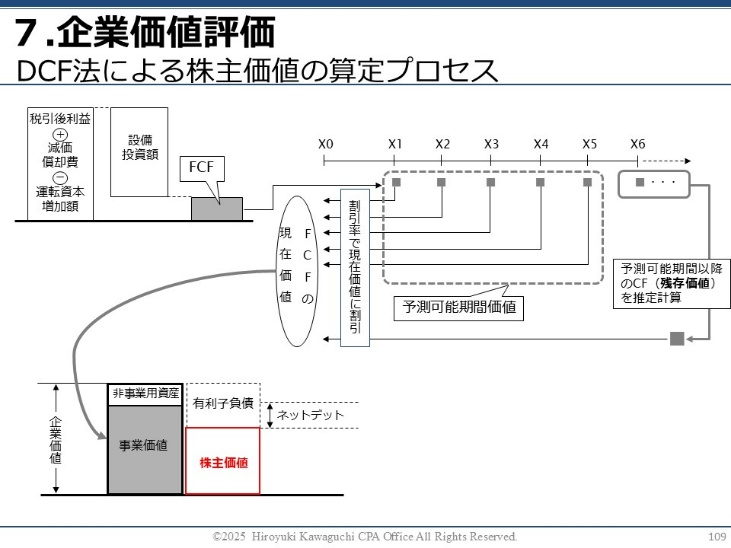 ７.企業価値評価
DCF法による株主価値の算定プロセス
税引後利益
＋
減価
償却費
－
運転資本
増加額
設備
投資額
FCF
X0 X1 X2 X3 X4 X5 X6
・・・
FCFの
現在価値
割引率で現在価値に割引
予測可能期間価値
予測可能期間以降
のCF（残存価値）
を推定計算
企業価値
非事業用資産
事業価値
有利子負債
株主価値
ネットデット
©2025 Hiroyuki Kawaguchi CPA Office All Rights Reserved.
109